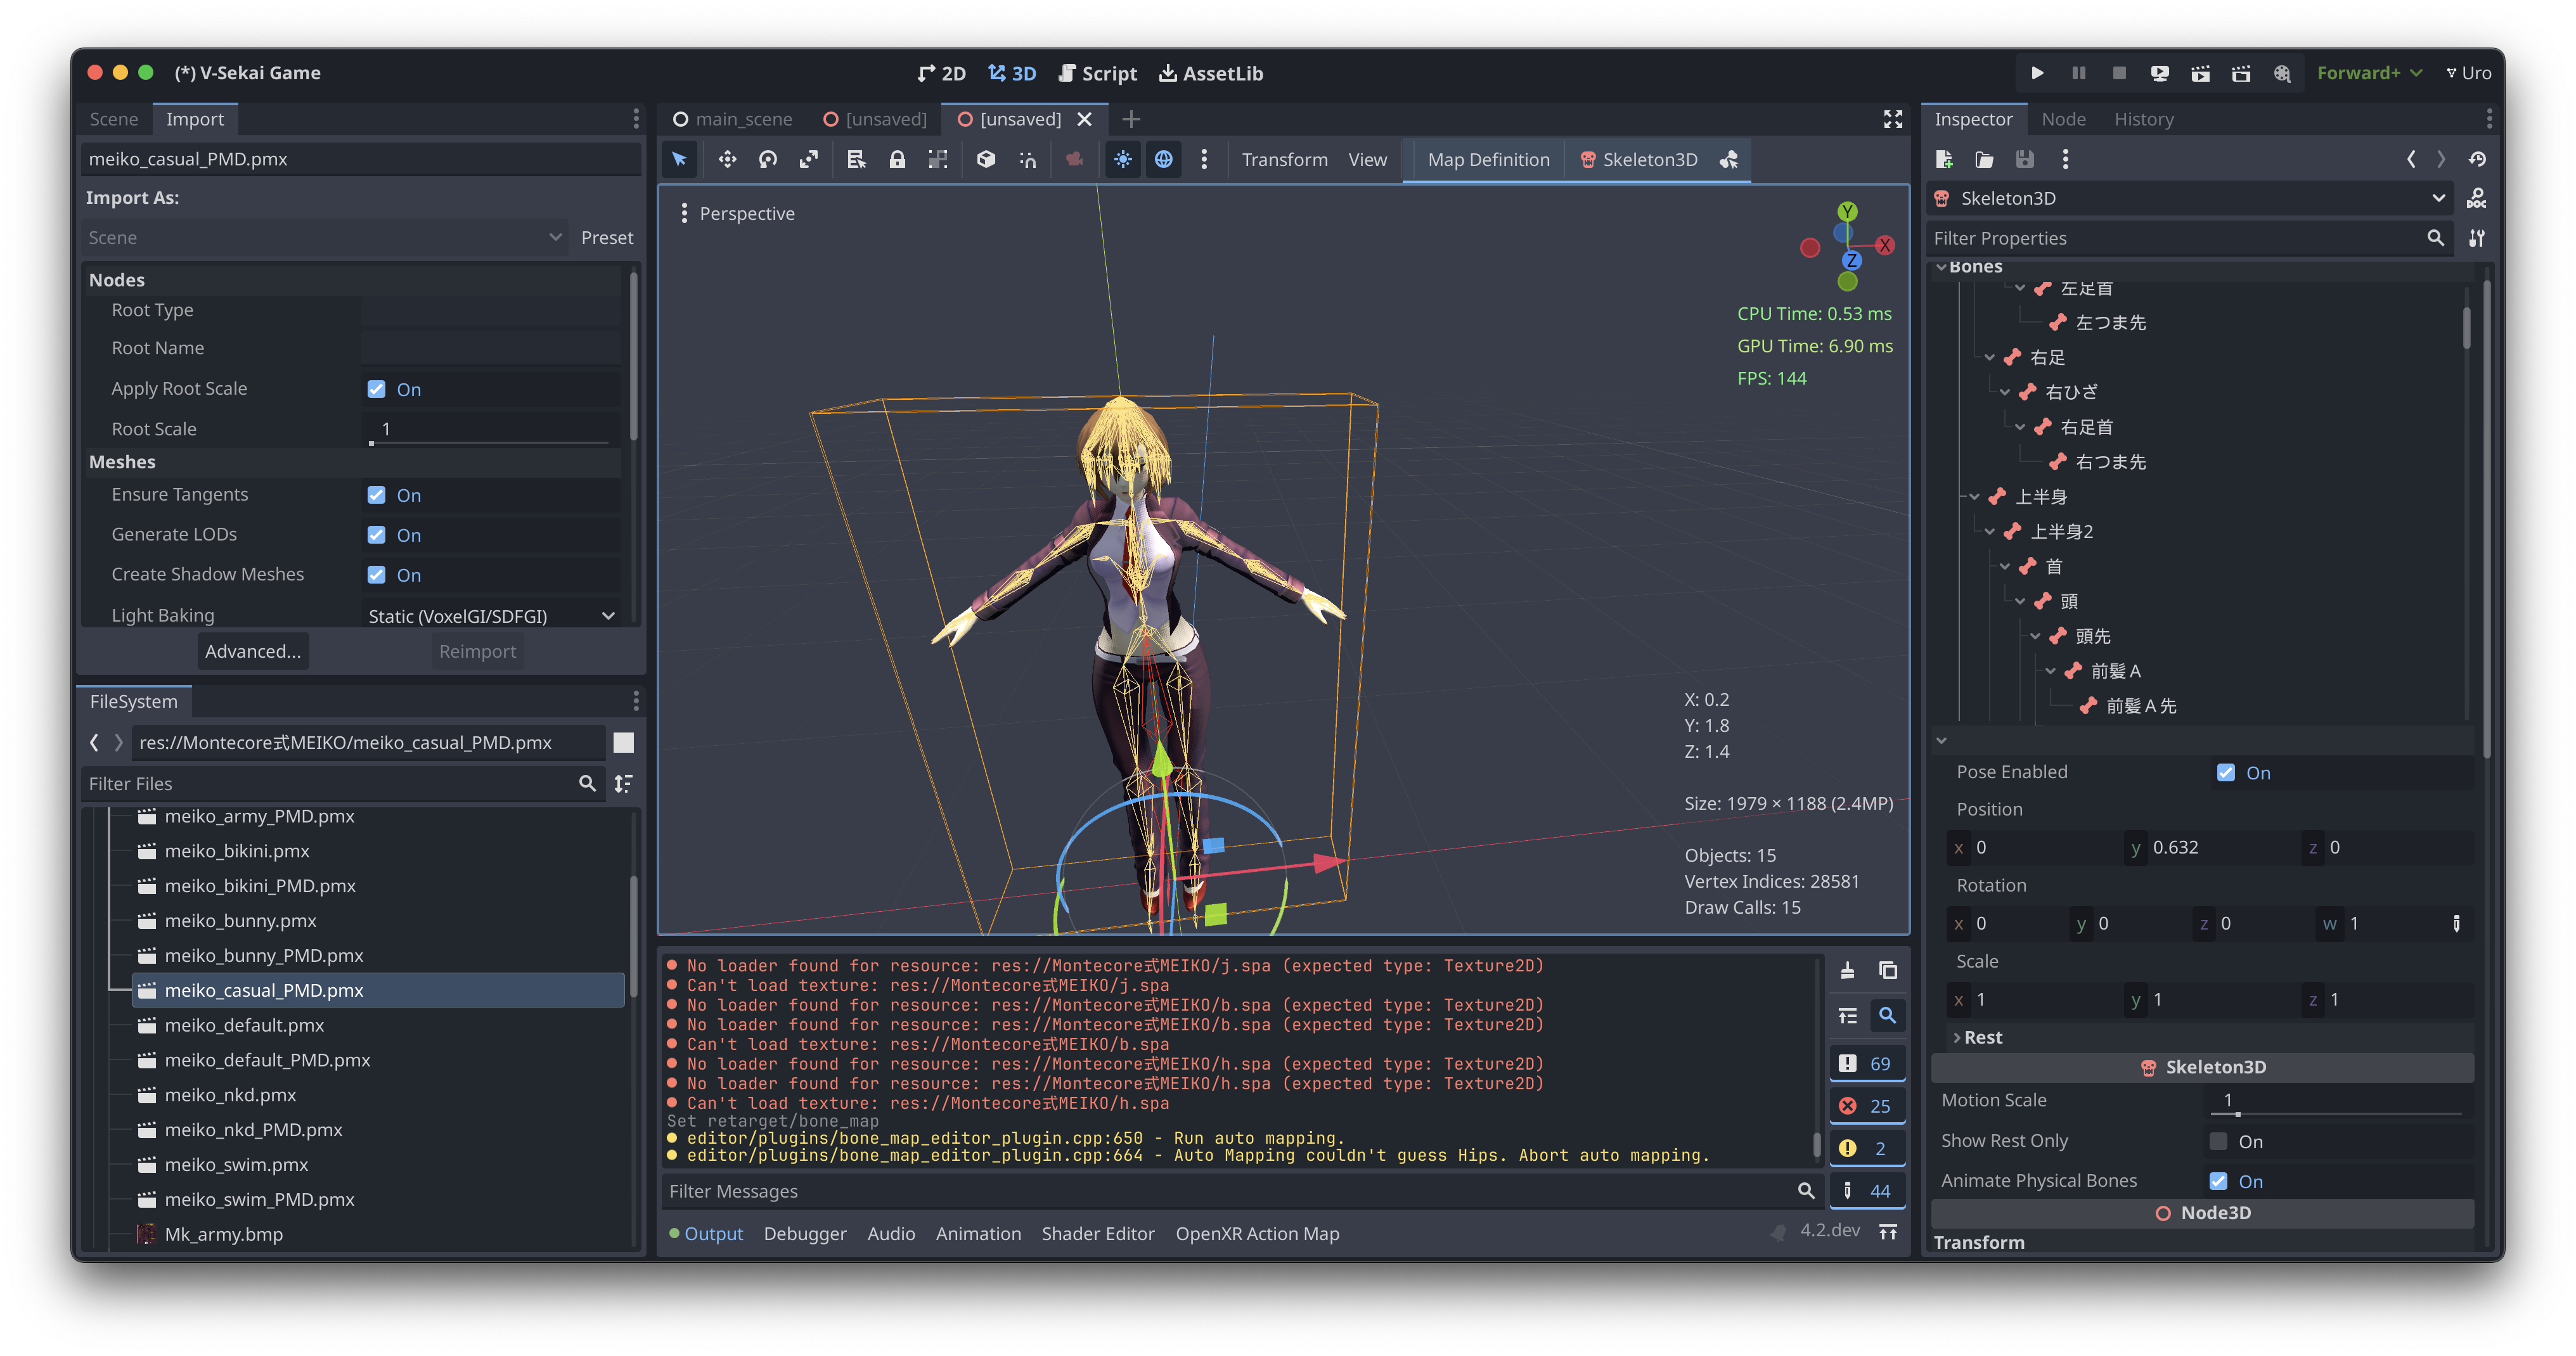 (*) V-Sekai Game
2D 3D Script AssetLib
Forward+ Uro
Scene Import
meiko_casual_PMD.pmx
Import As:
Scene Preset
Nodes
Root Type
Root Name
Apply Root Scale On
Root Scale 1
Meshes
Ensure Tangents On
Generate LODs On
Create Shadow Meshes On
Light Baking Static (VoxelGI/SDFGI)
Advanced... Reimport
FileSystem
res://Montecore式MEIKO/meiko_casual_PMD.pmx
Filter Files
meiko_army_PMD.pmx
meiko_bikini.pmx
meiko_bikini_PMD.pmx
meiko_bunny.pmx
meiko_bunny_PMD.pmx
meiko_casual_PMD.pmx
meiko_default.pmx
meiko_default_PMD.pmx
meiko_nkd.pmx
meiko_nkd_PMD.pmx
meiko_swim.pmx
meiko_swim_PMD.pmx
Mk_army.bmp
main_scene [unsaved] [unsaved]
Transform View Map Definition Skeleton3D
Perspective
Y
X
Z
CPU Time: 0.53 ms
GPU Time: 6.90 ms
FPS: 144
X: 0.2
Y: 1.8
Z: 1.4
Size: 1979 × 1188 (2.4MP)
Objects: 15
Vertex Indices: 28581
Draw Calls: 15
No loader found for resource: res://Montecore式MEIKO/j.spa (expected type: Texture2D)
Can't load texture: res://Montecore式MEIKO/j.spa
No loader found for resource: res://Montecore式MEIKO/b.spa (expected type: Texture2D)
No loader found for resource: res://Montecore式MEIKO/b.spa (expected type: Texture2D)
Can't load texture: res://Montecore式MEIKO/b.spa
No loader found for resource: res://Montecore式MEIKO/h.spa (expected type: Texture2D)
No loader found for resource: res://Montecore式MEIKO/h.spa (expected type: Texture2D)
Can't load texture: res://Montecore式MEIKO/h.spa
Set retarget/bone_map
editor/plugins/bone_map_editor_plugin.cpp:650 - Run auto mapping.
editor/plugins/bone_map_editor_plugin.cpp:664 - Auto Mapping couldn't guess Hips. Abort auto mapping.
69
25
2
44
Filter Messages
Output Debugger Audio Animation Shader Editor OpenXR Action Map 4.2.dev
Inspector Node History
Skeleton3D DOC
Filter Properties
Bones
左足首
左つま先
右足
右ひざ
右足首
右つま先
上半身
上半身2
首
頭
頭先
前髪A
前髪A先
Pose Enabled On
Position
x 0 y 0.632 z 0
Rotation
x 0 y 0 z 0 w 1
Scale
x 1 y 1 z 1
Rest
Skeleton3D
Motion Scale 1
Show Rest Only On
Animate Physical Bones On
Node3D
Transform